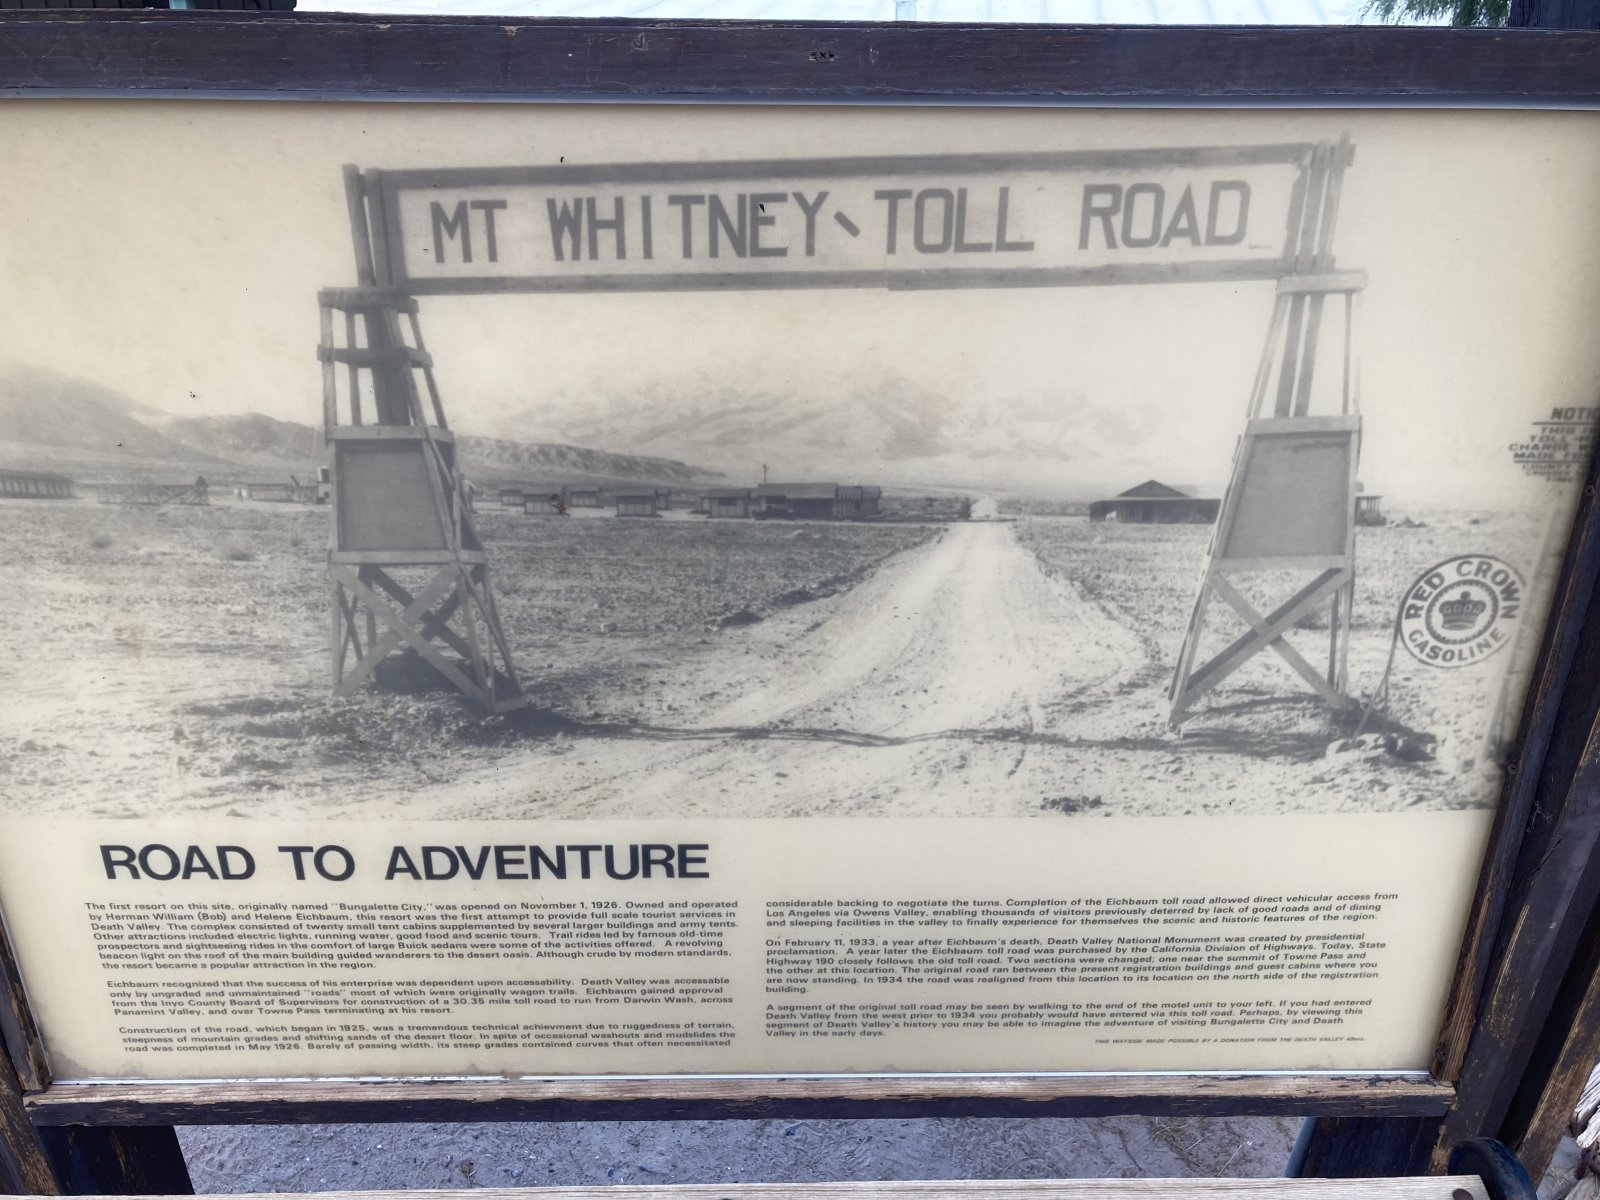 MT WHITNEY TOLL ROAD
NOTIC
THIS I
TOLL
CHARGE W
MADE FO
COUNTY
RED CROWN
GASOLINE
ROAD TO ADVENTURE
The first resort on this site, originally named "Bungalette City," was opened on November 1, 1926. Owned and operated
by Herman William (Bob) and Helene Eichbaum, this resort was the first attempt to provide full scale tourist services in
Death Valley. The complex consisted of twenty small tent cabins supplemented by several larger buildings and army tents.
Other attractions included electric lights, running water, good food and scenic tours. Trail rides led by famous old-time
prospectors and sightseeing rides in the comfort of large Buick sedans were some of the activities offered. A revolving
beacon light on the roof of the main building guided wanderers to the desert oasis. Although crude by modern standards,
the resort became a popular attraction in the region.
Eichbaum recognized that the success of his enterprise was dependent upon accessability. Death Valley was accessable
only by ungraded and unmaintained "roads" most of which were originally wagon trails. Eichbaum gained approval
from the Inyo County Board of Supervisors for construction of a 30.35 mile toll road to run from Darwin Wash, across
Panamint Valley, and over Towne Pass terminating at his resort.
Construction of the road, which began in 1925, was a tremendous technical achievment due to ruggedness of terrain,
steepness of mountain grades and shifting sands of the desert floor. In spite of occasional washouts and mudslides the
road was completed in May 1926. Barely of passing width, its steep grades contained curves that often necessitated
considerable backing to negotiate the turns. Completion of the Eichbaum toll road allowed direct vehicular access from
Los Angeles via Owens Valley, enabling thousands of visitors previously deterred by lack of good roads and of dining
and sleeping facilities in the valley to finally experience for themselves the scenic and historic features of the region.
On February 11, 1933, a year after Eichbaum's death, Death Valley National Monument was created by presidential
proclamation. A year later the Eichbaum toll road was purchased by the California Division of Highways. Today, State
Highway 190 closely follows the old toll road. Two sections were changed; one near the summit of Towne Pass and
the other at this location. The original road ran between the present registration buildings and guest cabins where you
are now standing. In 1934 the road was realigned from this location to its location on the north side of the registration
building.
A segment of the original toll road may be seen by walking to the end of the motel unit to your left. If you had entered
Death Valley from the west prior to 1934 you probably would have entered via this toll road. Perhaps, by viewing this
segment of Death Valley's history you may be able to imagine the adventure of visiting Bungalette City and Death
Valley in the early days.
THIS WAYSIDE MADE POSSIBLE BY A DONATION FROM THE DEATH VALLEY 49ers.